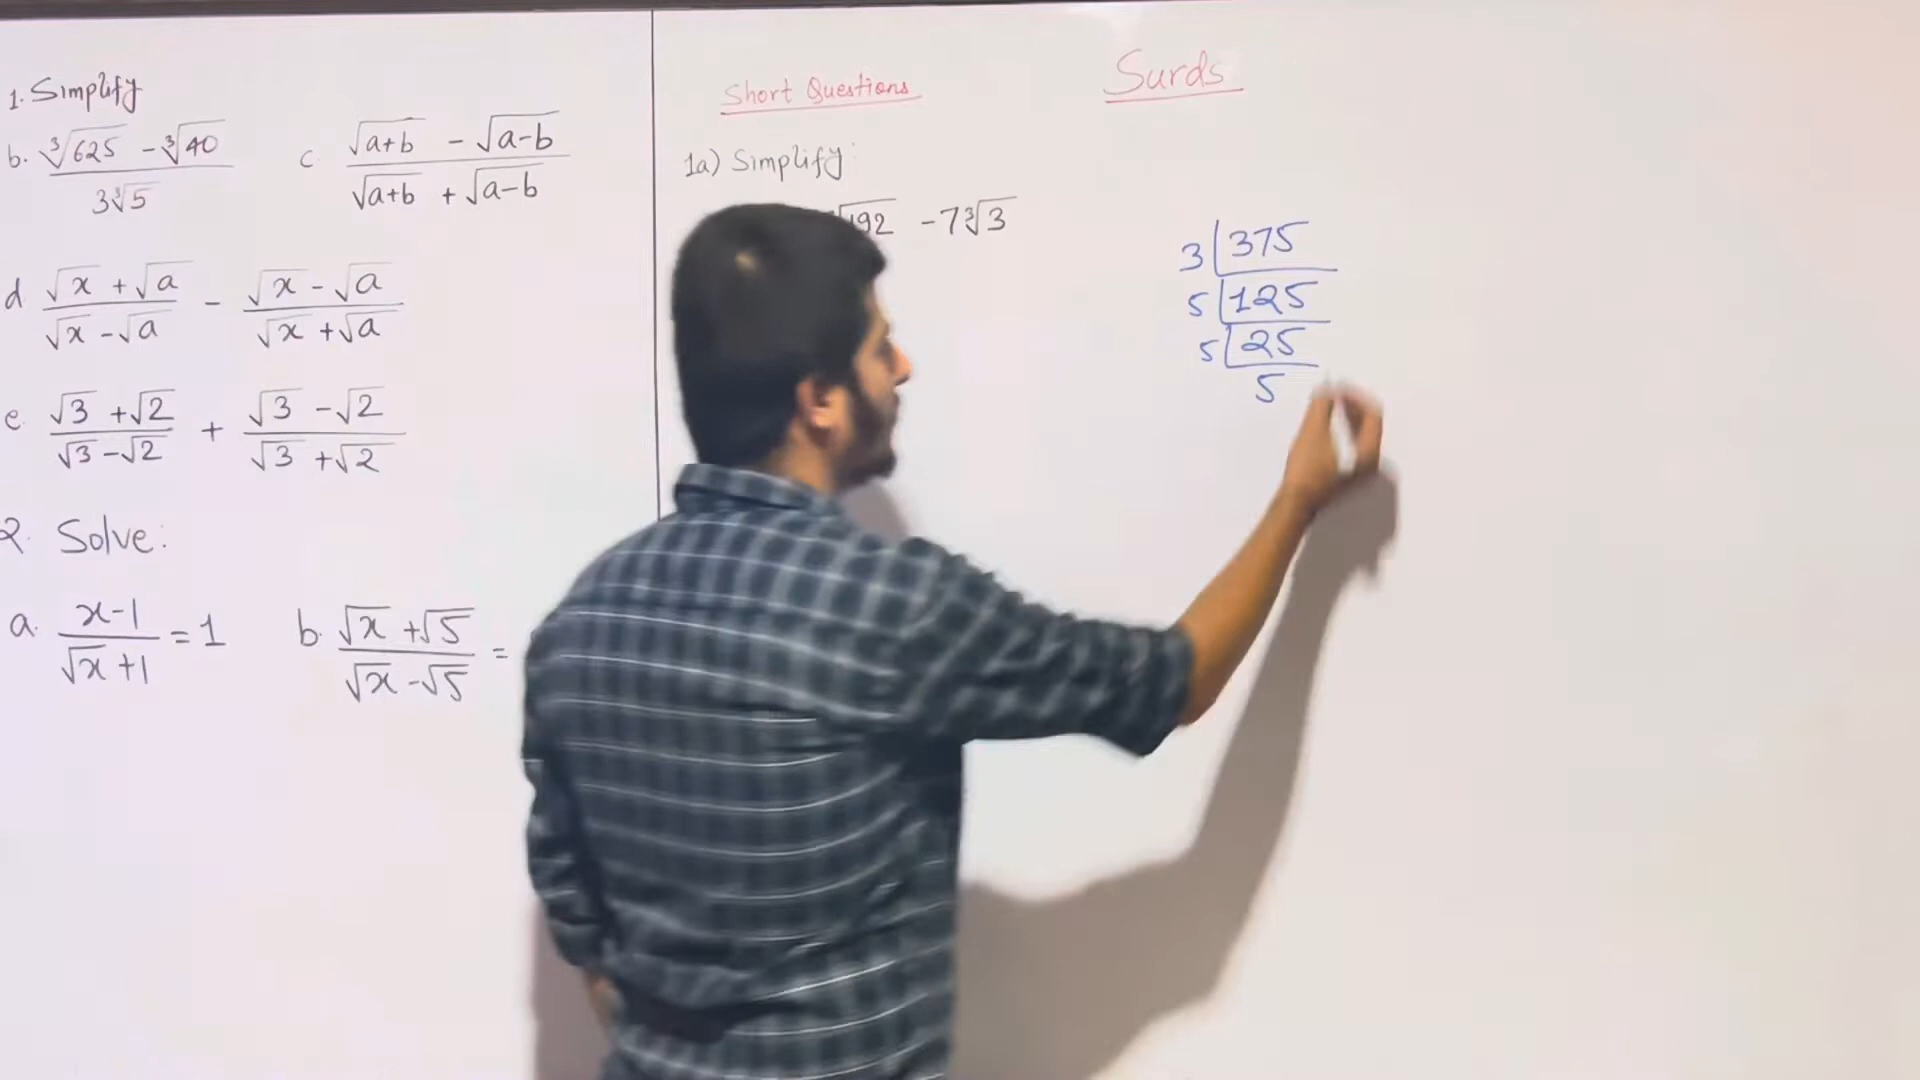 1. Simplify
b. (∛625 - ∛40) / 3∛5
c (√a+b - √a-b) / (√a+b + √a-b)
d (√x + √a) / (√x - √a) - (√x - √a) / (√x + √a)
e. (√3 + √2) / (√3 - √2) + (√3 - √2) / (√3 + √2)
2. Solve:
a. (x-1) / (√x + 1) = 1
b. (√x + √5) / (√x - √5) =
Surds
Short Questions
1a) Simplify:
√192 - 7∛3
3 | 375
5 | 125
5 | 25
5